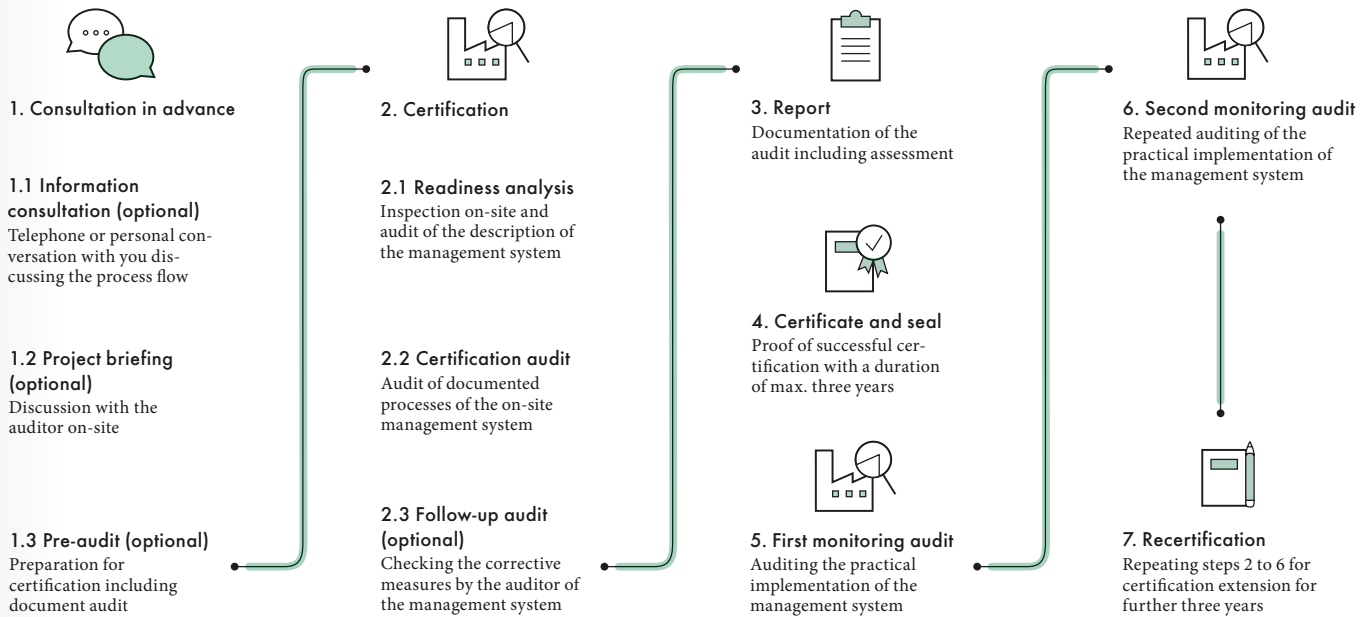 1. Consultation in advance
1.1 Information
consultation (optional)
Telephone or personal con-
versation with you dis-
cussing the process flow
1.2 Project briefing
(optional)
Discussion with the
auditor on-site
1.3 Pre-audit (optional)
Preparation for
certification including
document audit
2. Certification
2.1 Readiness analysis
Inspection on-site and
audit of the description of
the management system
2.2 Certification audit
Audit of documented
processes of the on-site
management system
2.3 Follow-up audit
(optional)
Checking the corrective
measures by the auditor of
the management system
3. Report
Documentation of the
audit including assessment
4. Certificate and seal
Proof of successful cer-
tification with a duration
of max. three years
5. First monitoring audit
Auditing the practical
implementation of the
management system
6. Second monitoring audit
Repeated auditing of the
practical implementation of
the management system
7. Recertification
Repeating steps 2 to 6 for
certification extension for
further three years